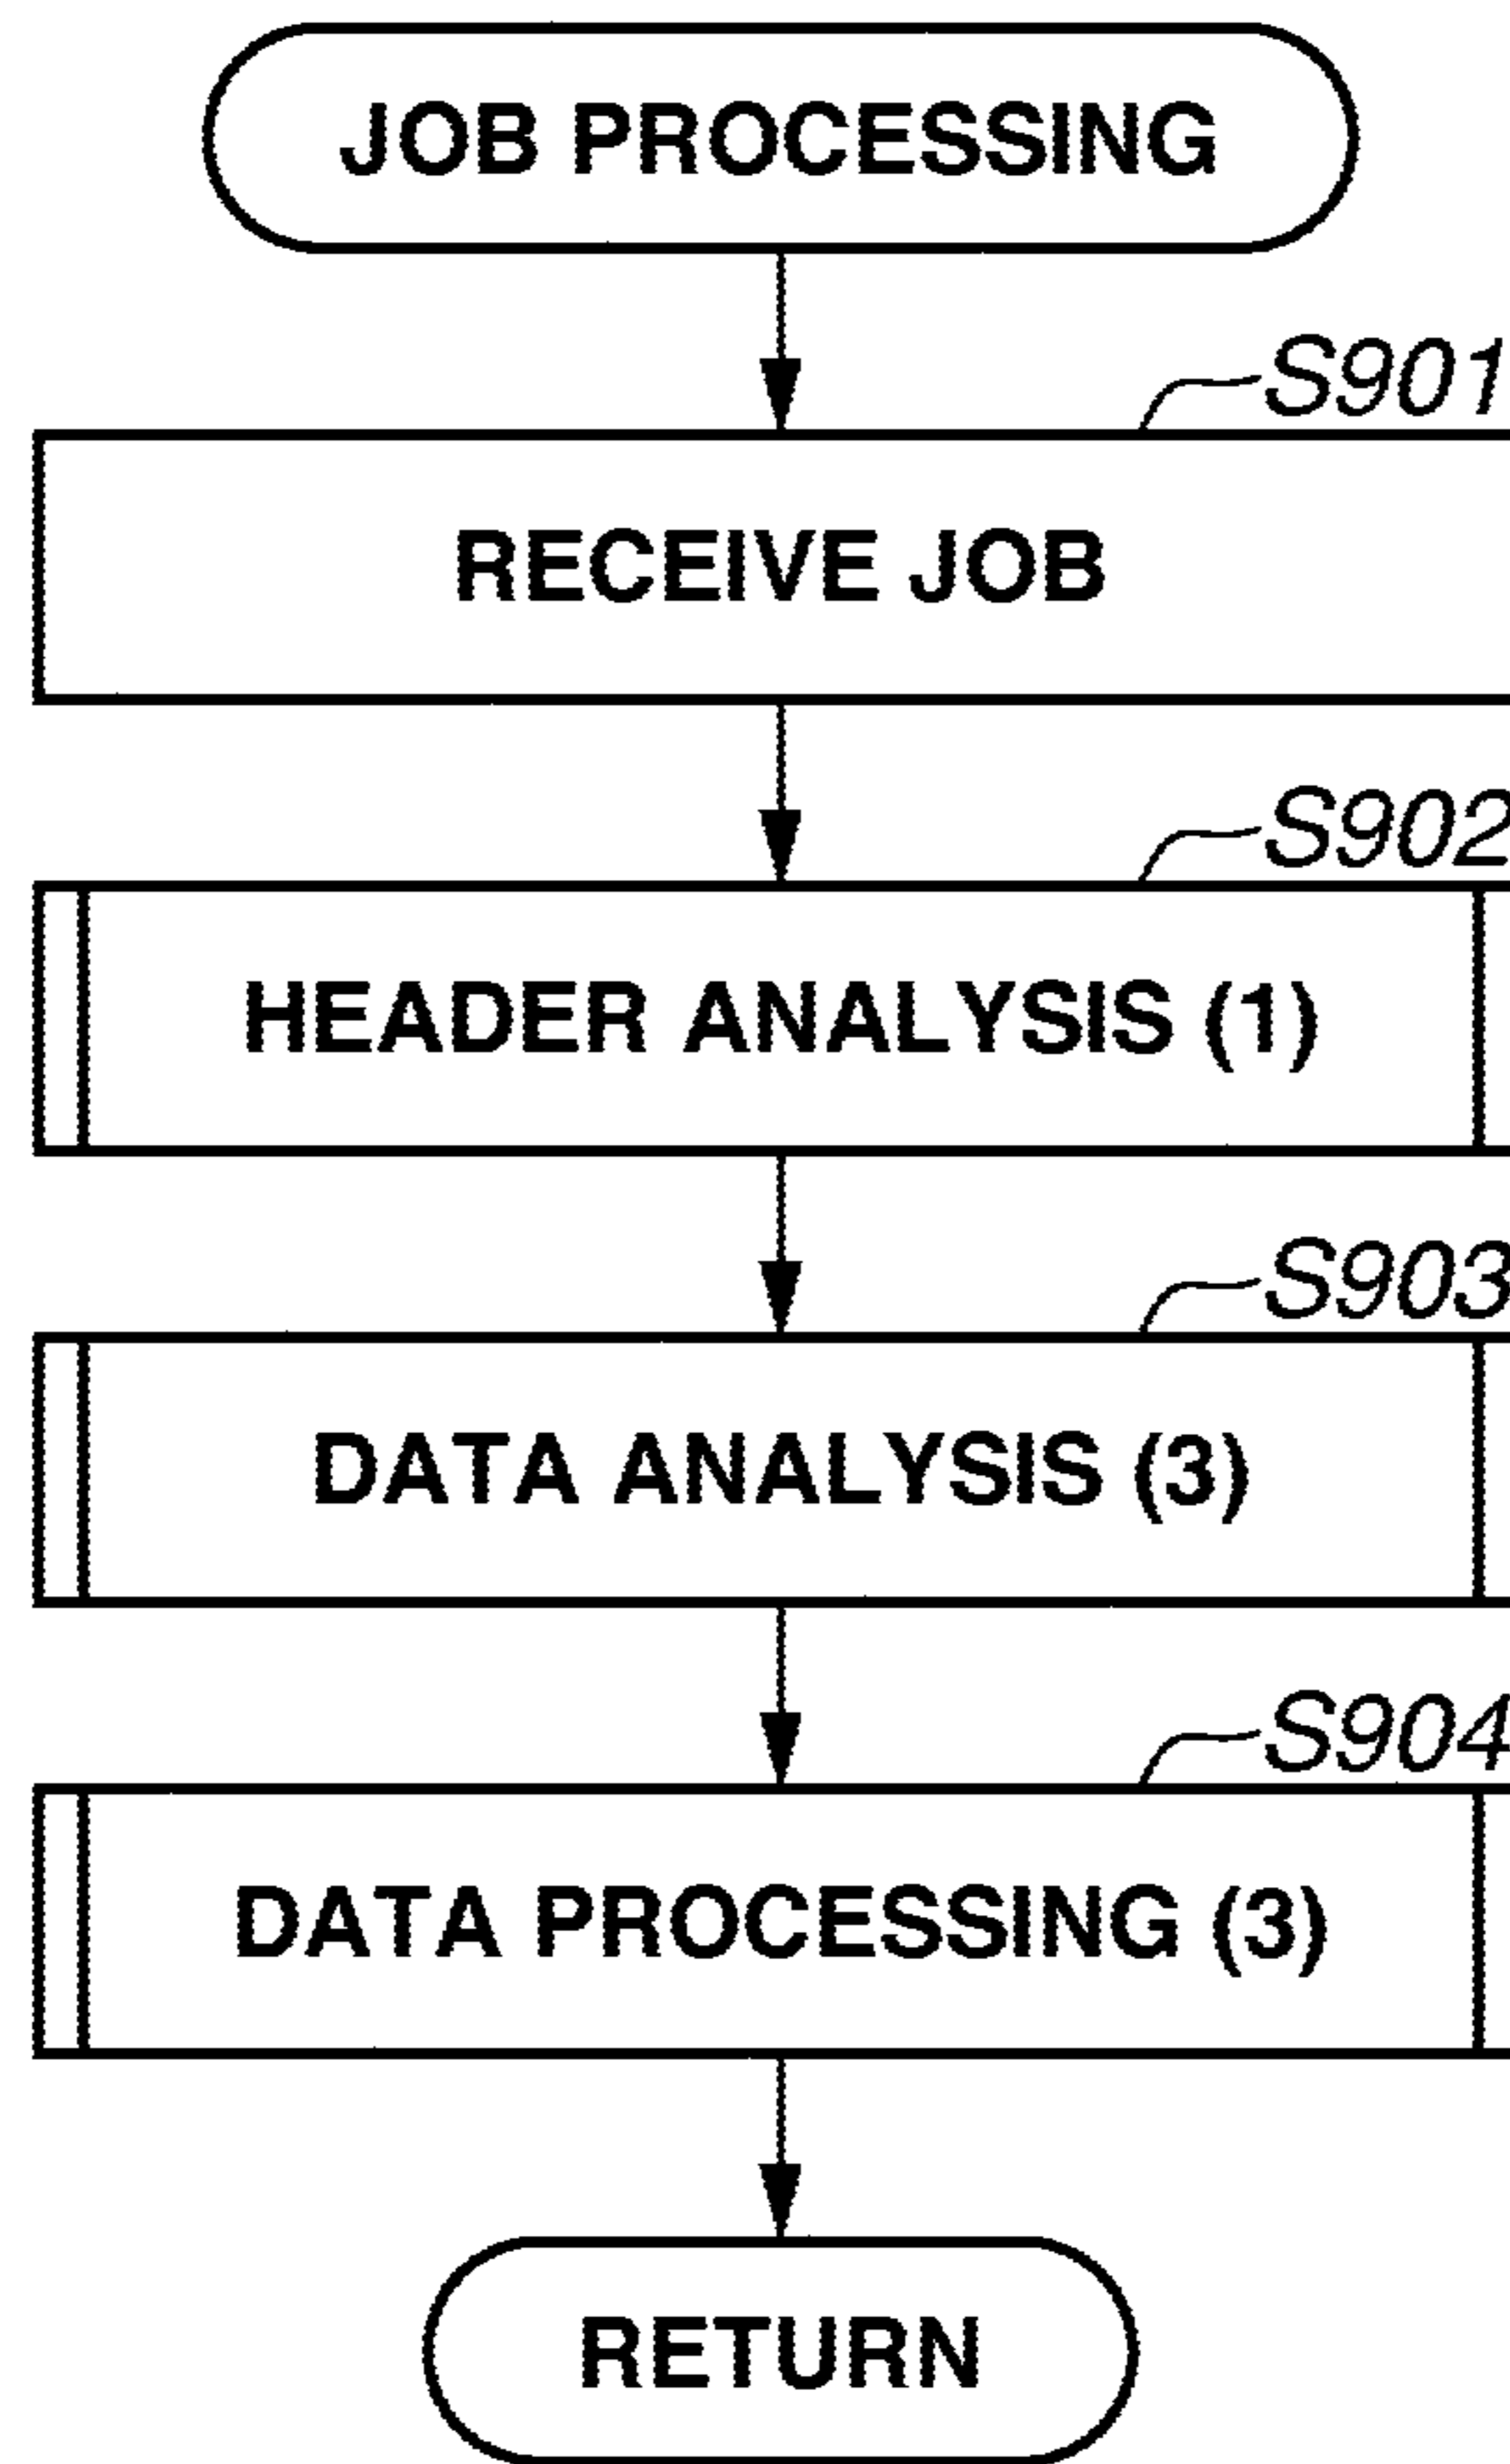 JOB PROCESSING
S901
RECEIVE JOB
S902
HEADER ANALYSIS (1)
S903
DATA ANALYSIS (3)
S904
DATA PROCESSING (3)
RETURN